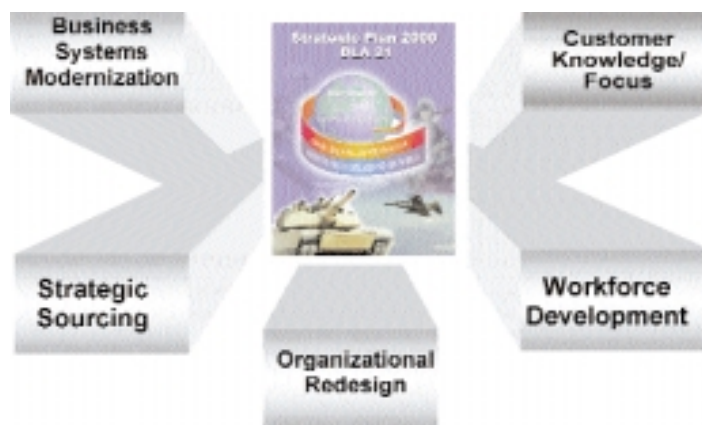 Business
Systems
Modernization
Strategic Plan 2000
DLA 21
Customer
Knowledge/
Focus
Strategic
Sourcing
Workforce
Development
Organizational
Redesign